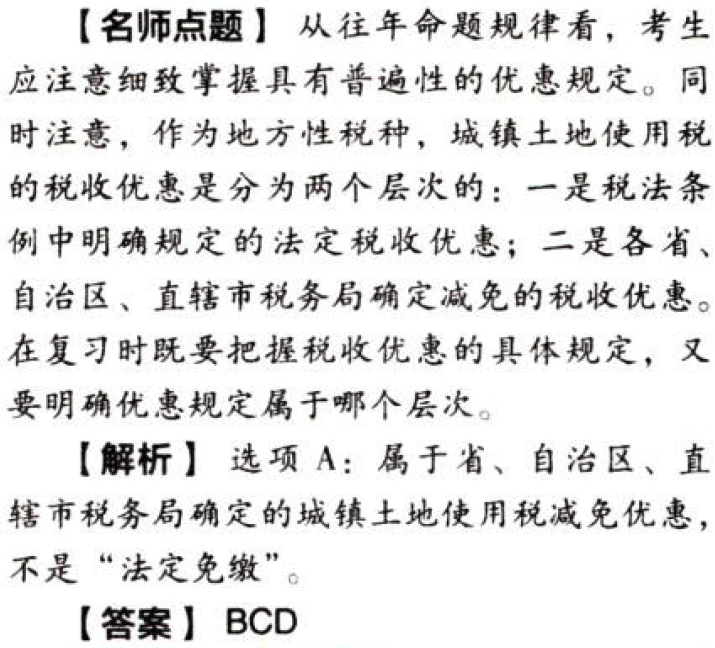 【名师点题】 从往年命题规律看，考生
应注意细致掌握具有普遍性的优惠规定。同
时注意，作为地方性税种，城镇土地使用税
的税收优惠是分为两个层次的：一是税法条
例中明确规定的法定税收优惠；二是各省、
自治区、直辖市税务局确定减免的税收优惠。
在复习时既要把握税收优惠的具体规定，又
要明确优惠规定属于哪个层次。
【解析】 选项 A：属于省、自治区、直
辖市税务局确定的城镇土地使用税减免优惠，
不是“法定免缴”。
【答案】 BCD